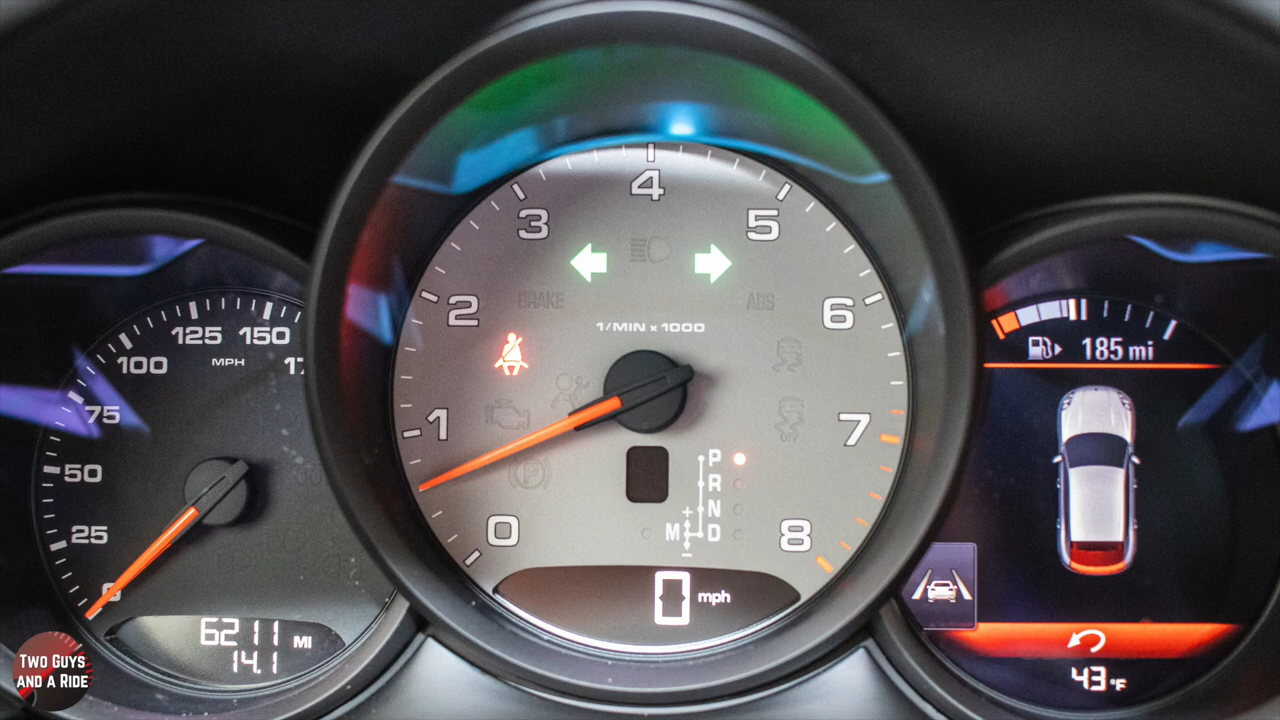 125 150
100
MPH
17
75
50
25
0
6211 MI
14.1
4
3
5
2
6
BRAKE
ABS
1/MIN x 1000
1
7
P
R
N
+
M D
-
0
8
0 mph
185 mi
43°F
TWO GUYS
AND A RIDE